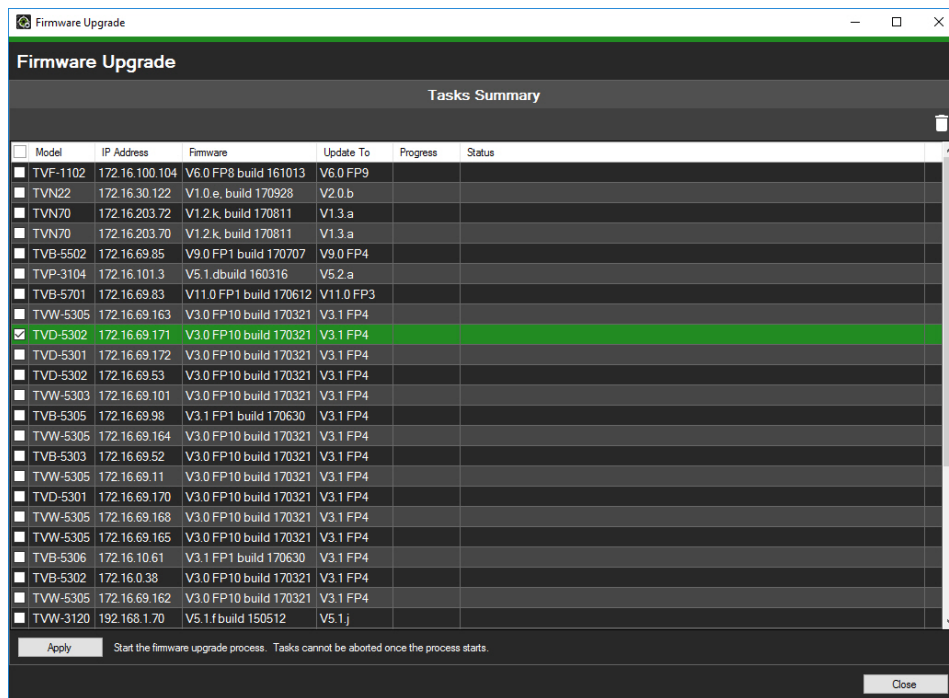 Firmware Upgrade
Firmware Upgrade
Tasks Summary
Model IP Address Firmware Update To Progress Status
TVF-1102 172.16.100.104 V6.0 FP8 build 161013 V6.0 FP9
TVN22 172.16.30.122 V1.0.e, build 170928 V2.0.b
TVN70 172.16.203.72 V1.2.k, build 170811 V1.3.a
TVN70 172.16.203.70 V1.2.k, build 170811 V1.3.a
TVB-5502 172.16.69.85 V9.0 FP1 build 170707 V9.0 FP4
TVP-3104 172.16.101.3 V5.1.dbuild 160316 V5.2.a
TVB-5701 172.16.69.83 V11.0 FP1 build 170612 V11.0 FP3
TVW-5305 172.16.69.163 V3.0 FP10 build 170321 V3.1 FP4
TVD-5302 172.16.69.171 V3.0 FP10 build 170321 V3.1 FP4
TVD-5301 172.16.69.172 V3.0 FP10 build 170321 V3.1 FP4
TVD-5302 172.16.69.53 V3.0 FP10 build 170321 V3.1 FP4
TVW-5303 172.16.69.101 V3.0 FP10 build 170321 V3.1 FP4
TVB-5305 172.16.69.98 V3.1 FP1 build 170630 V3.1 FP4
TVW-5305 172.16.69.164 V3.0 FP10 build 170321 V3.1 FP4
TVB-5303 172.16.69.52 V3.0 FP10 build 170321 V3.1 FP4
TVW-5305 172.16.69.11 V3.0 FP10 build 170321 V3.1 FP4
TVD-5301 172.16.69.170 V3.0 FP10 build 170321 V3.1 FP4
TVW-5305 172.16.69.168 V3.0 FP10 build 170321 V3.1 FP4
TVW-5305 172.16.69.165 V3.0 FP10 build 170321 V3.1 FP4
TVB-5306 172.16.10.61 V3.1 FP1 build 170630 V3.1 FP4
TVB-5302 172.16.0.38 V3.0 FP10 build 170321 V3.1 FP4
TVW-5305 172.16.69.162 V3.0 FP10 build 170321 V3.1 FP4
TVW-3120 192.168.1.70 V5.1.f build 150512 V5.1.j
Apply Start the firmware upgrade process. Tasks cannot be aborted once the process starts.
Close